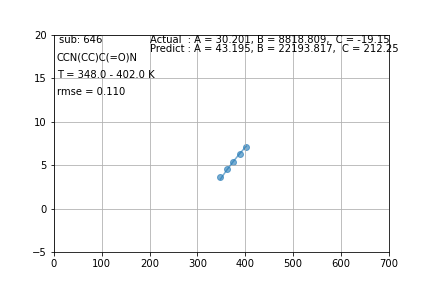 sub: 646
Actual : A = 30.201, B = 8818.809, C = -19.15
Predict : A = 43.195, B = 22193.817, C = 212.25
CCN(CC)C(=O)N
T = 348.0 - 402.0 K
rmse = 0.110
20
15
10
5
0
−5
0 100 200 300 400 500 600 700